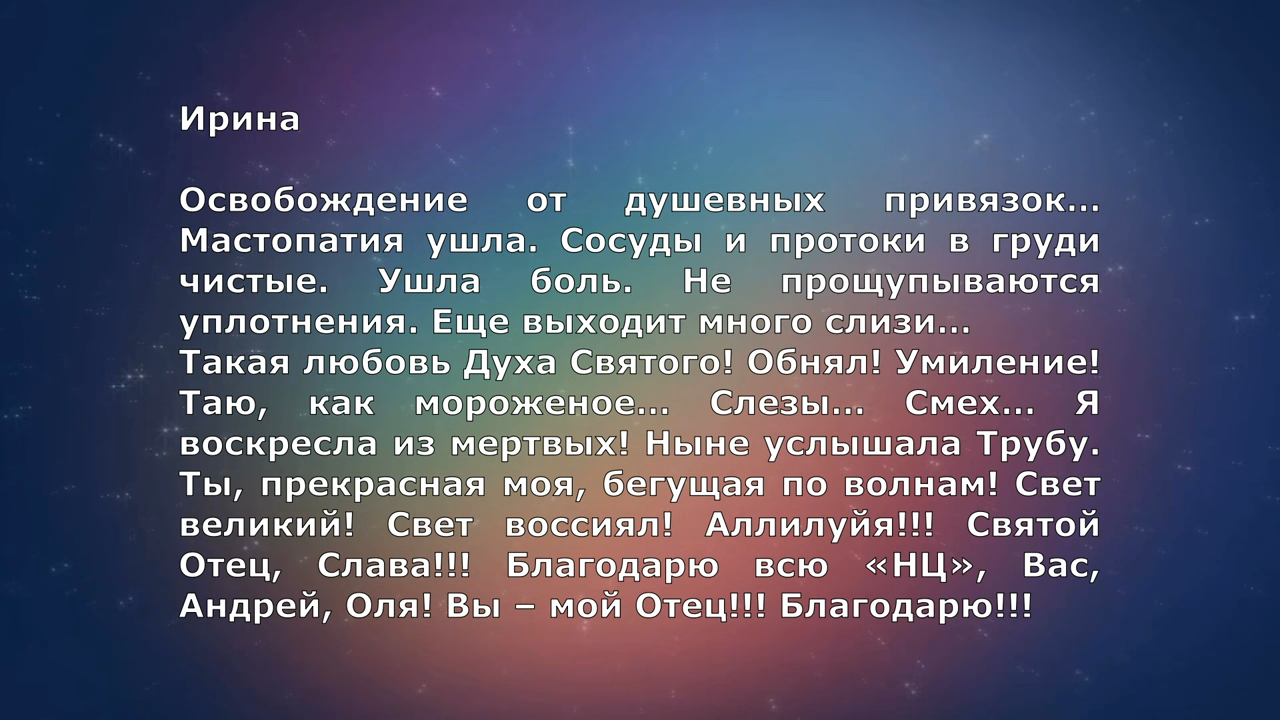 Ирина
Освобождение от душевных привязок...
Мастопатия ушла. Сосуды и протоки в груди
чистые. Ушла боль. Не прощупываются
уплотнения. Еще выходит много слизи...
Такая любовь Духа Святого! Обнял! Умиление!
Таю, как мороженое... Слезы... Смех... Я
воскресла из мертвых! Ныне услышала Трубу.
Ты, прекрасная моя, бегущая по волнам! Свет
великий! Свет воссиял! Аллилуйя!!! Святой
Отец, Слава!!! Благодарю всю «НЦ», Вас,
Андрей, Оля! Вы – мой Отец!!! Благодарю!!!